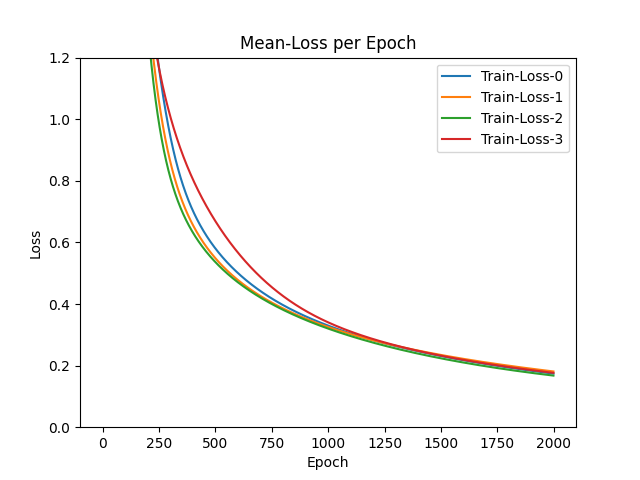 Mean-Loss per Epoch
1.2
1.0
0.8
0.6
0.4
0.2
0.0
Loss
Train-Loss-0
Train-Loss-1
Train-Loss-2
Train-Loss-3
0 250 500 750 1000 1250 1500 1750 2000
Epoch